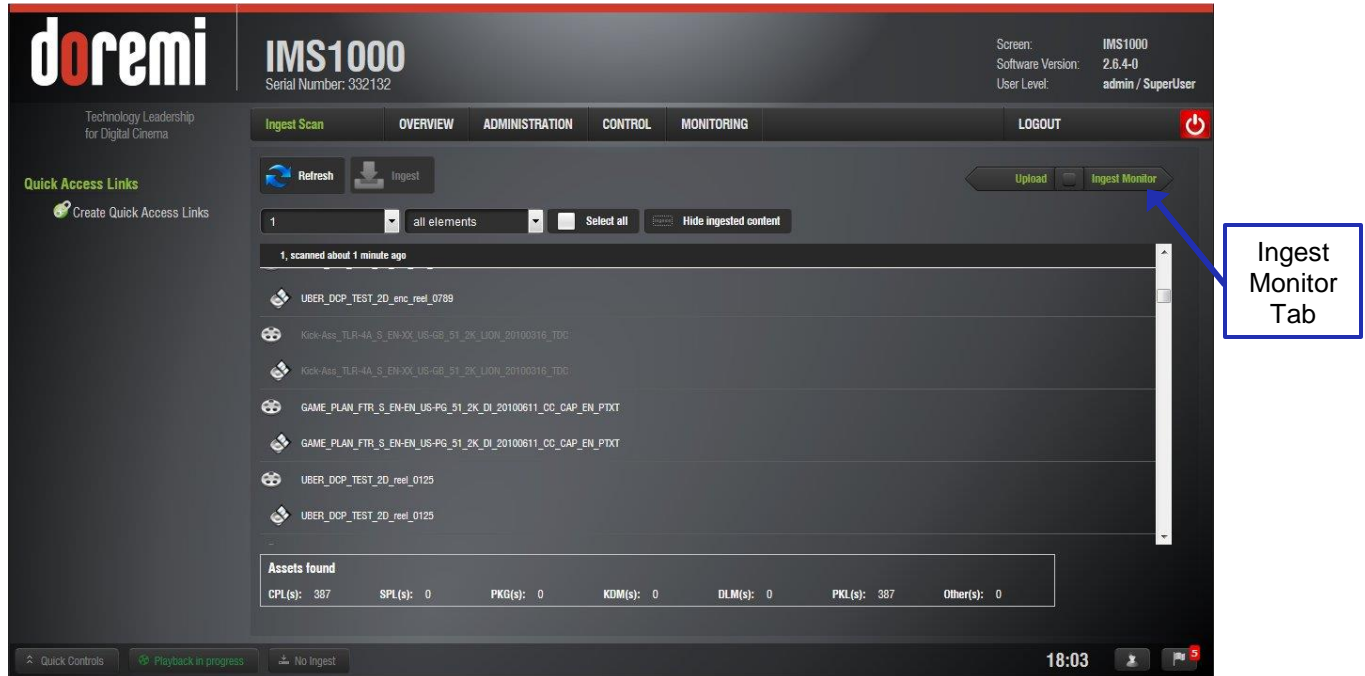 doremi
Technology Leadership
for Digital Cinema
IMS1000
Serial Number: 332132
Screen: IMS1000
Software Version: 2.6.4-0
User Level: admin / SuperUser
Ingest Scan OVERVIEW ADMINISTRATION CONTROL MONITORING LOGOUT
Quick Access Links
Create Quick Access Links
Refresh Ingest Upload Ingest Monitor
1 all elements Select all Hide ingested content
1, scanned about 1 minute ago
UBER_DCP_TEST_2D_enc_reel_0789
Kick-Ass_TLR-4A_S_EN-XX_US-GB_51_2K_LION_20100316_TDC
Kick-Ass_TLR-4A_S_EN-XX_US-GB_51_2K_LION_20100316_TDC
GAME_PLAN_FTR_S_EN-EN_US-PG_51_2K_DI_20100611_CC_CAP_EN_PTXT
GAME_PLAN_FTR_S_EN-EN_US-PG_51_2K_DI_20100611_CC_CAP_EN_PTXT
UBER_DCP_TEST_2D_reel_0125
UBER_DCP_TEST_2D_reel_0125
Assets found
CPL(s): 387 SPL(s): 0 PKG(s): 0 KDM(s): 0 DLM(s): 0 PKL(s): 387 Other(s): 0
Quick Controls Playback in progress No Ingest 18:03 5
Ingest
Monitor
Tab